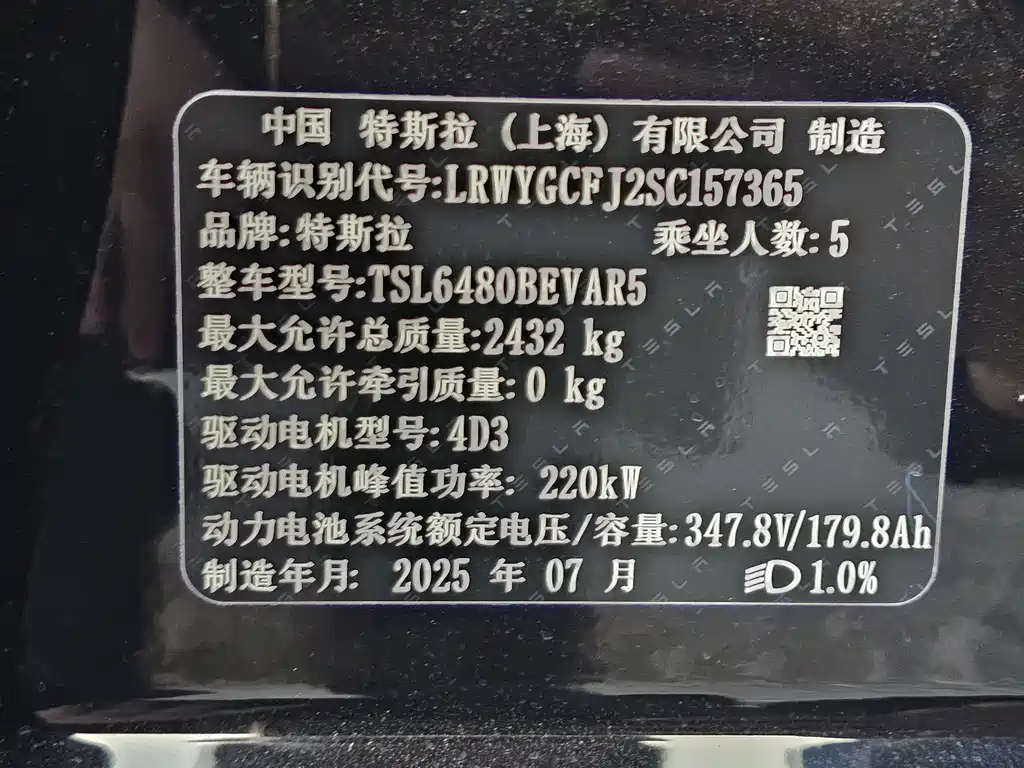 中国 特斯拉（上海）有限公司 制造
车辆识别代号:LRWYGCFJ2SC157365
品牌:特斯拉 乘坐人数:5
整车型号:TSL6480BEVAR5
最大允许总质量:2432 kg
最大允许牵引质量:0 kg
驱动电机型号:4D3
驱动电机峰值功率: 220kW
动力电池系统额定电压/容量:347.8V/179.8Ah
制造年月: 2025 年 07 月 1.0%
TESLA